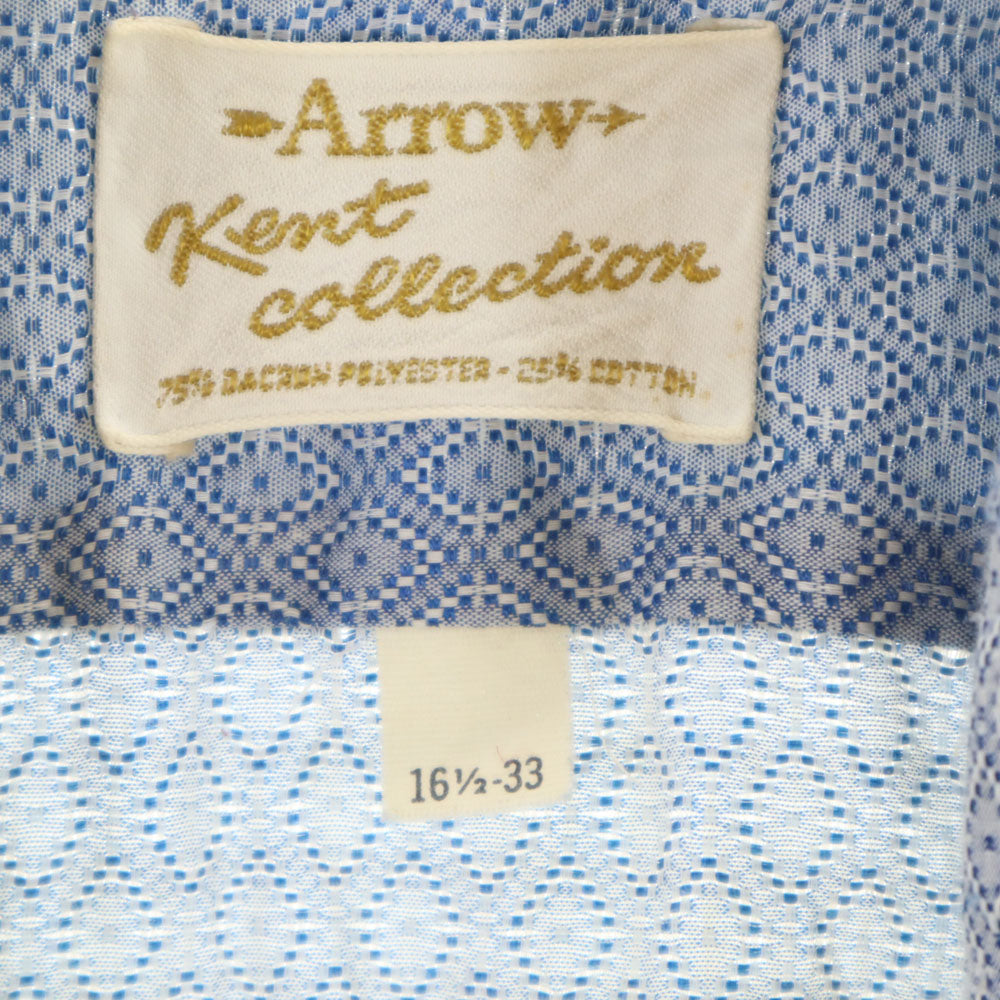 Arrow
Kent
collection
75% DACRON POLYESTER - 25% COTTON
16½-33